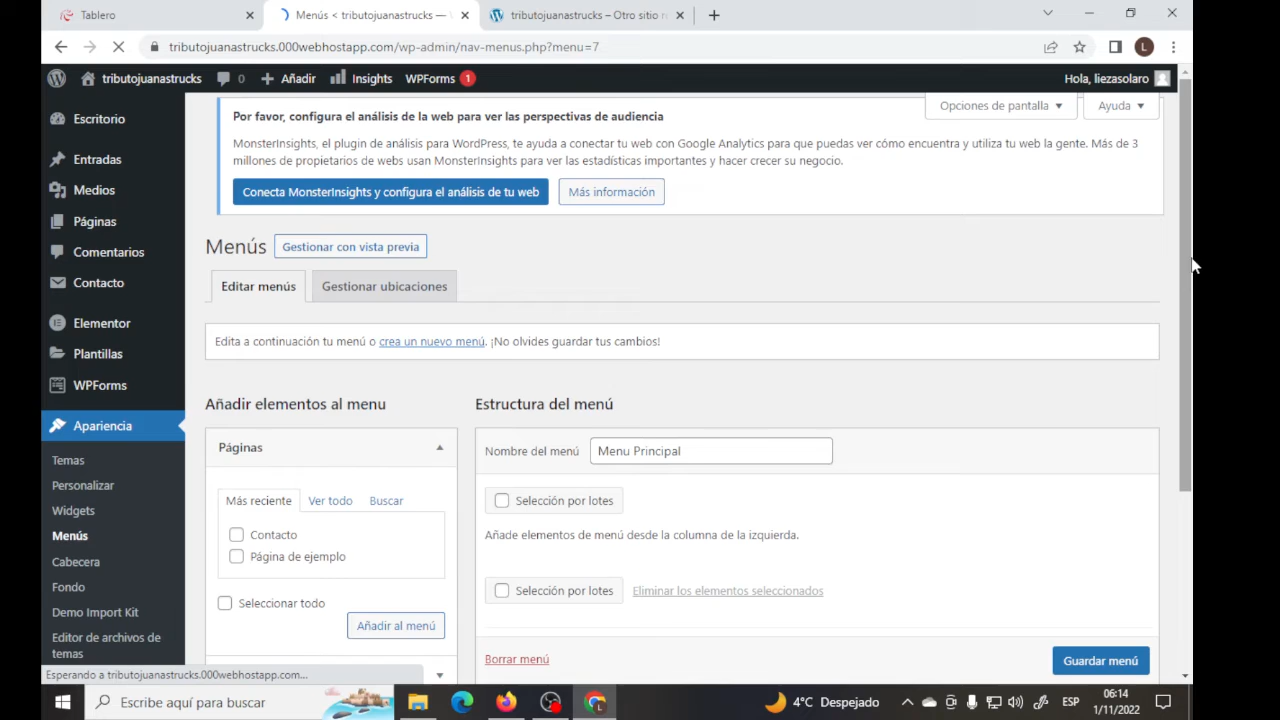 Tablero
Menús < tributojuanastrucks —
tributojuanastrucks – Otro sitio r
tributojuanastrucks.000webhostapp.com/wp-admin/nav-menus.php?menu=7
L
tributojuanastrucks
0
Añadir
Insights
WPForms 1
Hola, liezasolaro
Escritorio
Entradas
Medios
Páginas
Comentarios
Contacto
Elementor
Plantillas
WPForms
Apariencia
Temas
Personalizar
Widgets
Menús
Cabecera
Fondo
Demo Import Kit
Editor de archivos de
temas
Opciones de pantalla
Ayuda
Por favor, configura el análisis de la web para ver las perspectivas de audiencia
MonsterInsights, el plugin de análisis para WordPress, te ayuda a conectar tu web con Google Analytics para que puedas ver cómo encuentra y utiliza tu web la gente. Más de 3
millones de propietarios de webs usan MonsterInsights para ver las estadísticas importantes y hacer crecer su negocio.
Conecta MonsterInsights y configura el análisis de tu web
Más información
Menús
Gestionar con vista previa
Editar menús
Gestionar ubicaciones
Edita a continuación tu menú o crea un nuevo menú. ¡No olvides guardar tus cambios!
Añadir elementos al menu
Páginas
Más reciente
Ver todo
Buscar
Contacto
Página de ejemplo
Seleccionar todo
Añadir al menú
Estructura del menú
Nombre del menú
Menu Principal
Selección por lotes
Añade elementos de menú desde la columna de la izquierda.
Selección por lotes
Eliminar los elementos seleccionados
Borrar menú
Guardar menú
Esperando a tributojuanastrucks.000webhostapp.com...
Escribe aquí para buscar
4°C Despejado
ESP
06:14
1/11/2022